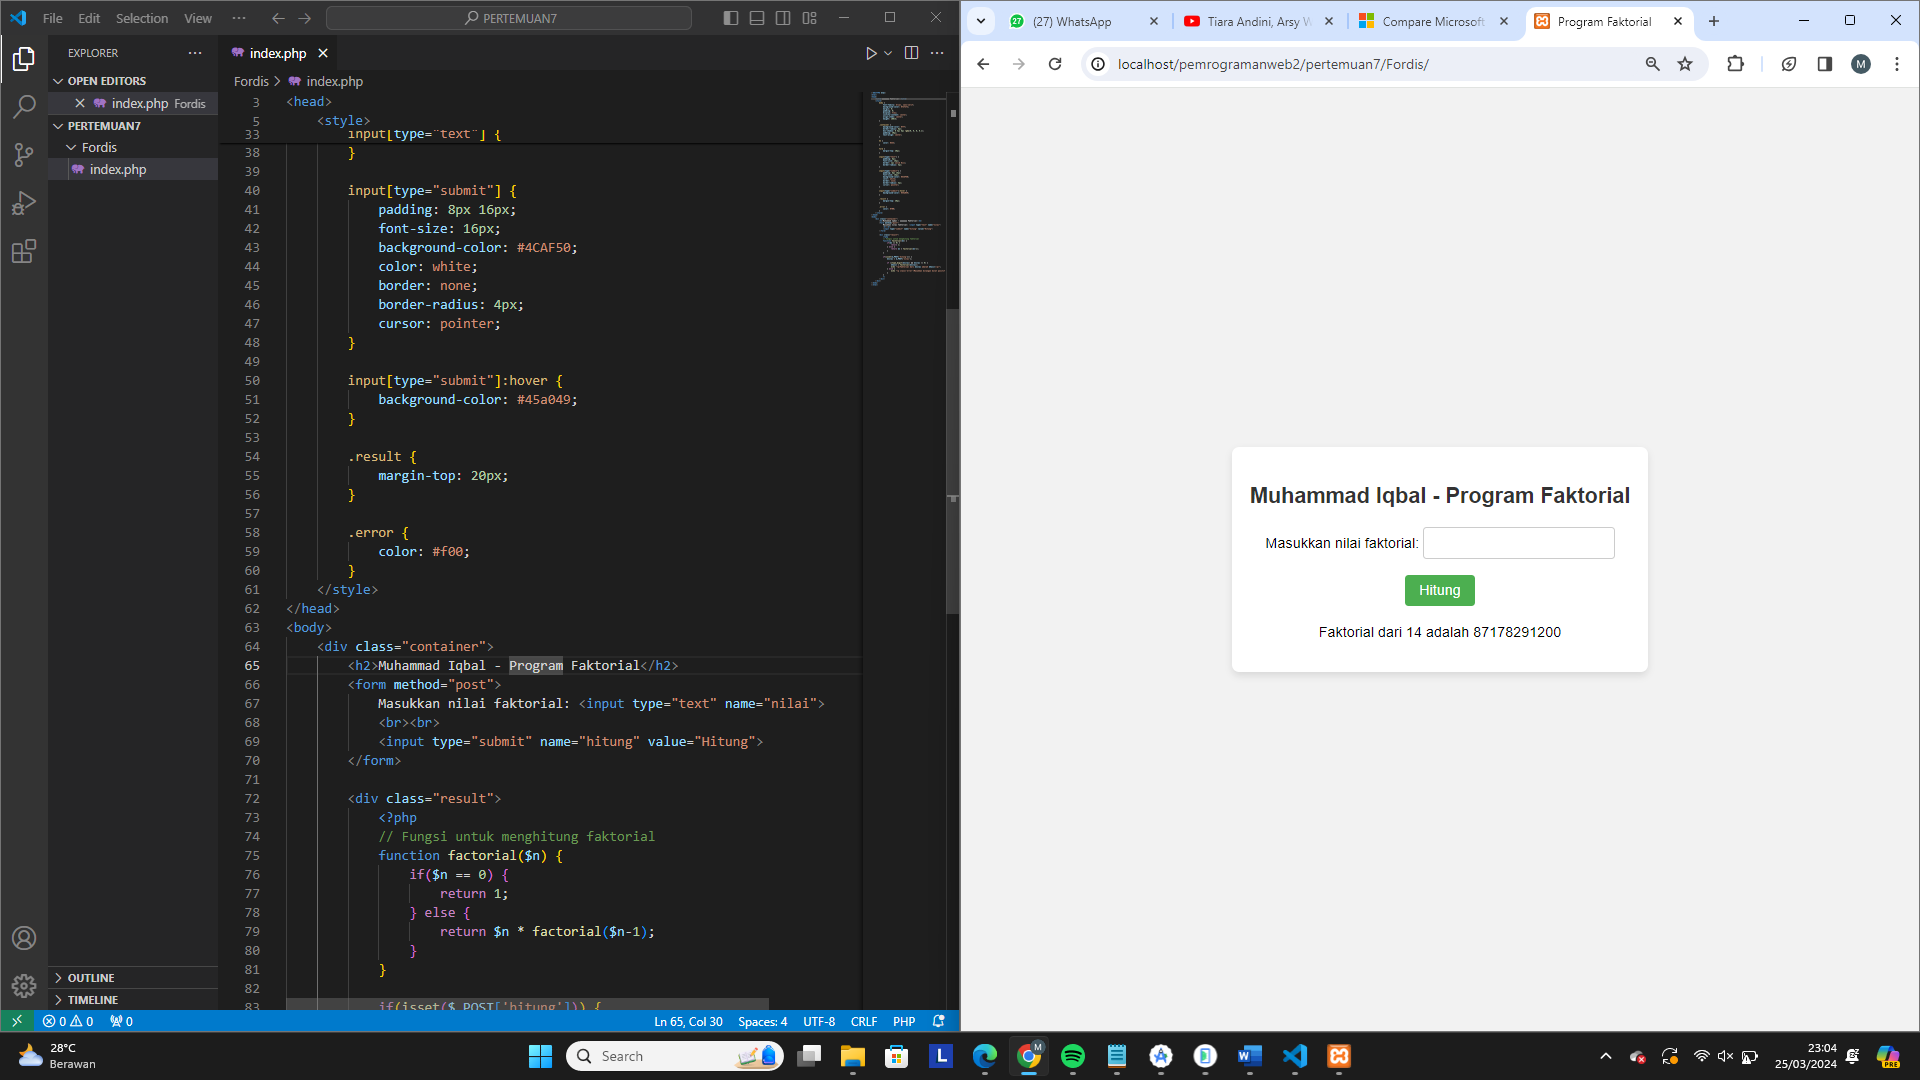 File Edit Selection View ··· PERTEMUAN7
EXPLORER
OPEN EDITORS
index.php Fordis
PERTEMUAN7
Fordis
index.php
OUTLINE
TIMELINE
index.php
Fordis > index.php
3 <head>
5 <style>
33 input[type="text"] {
38 }
39
40 input[type="submit"] {
41 padding: 8px 16px;
42 font-size: 16px;
43 background-color: #4CAF50;
44 color: white;
45 border: none;
46 border-radius: 4px;
47 cursor: pointer;
48 }
49
50 input[type="submit"]:hover {
51 background-color: #45a049;
52 }
53
54 .result {
55 margin-top: 20px;
56 }
57
58 .error {
59 color: #f00;
60 }
61 </style>
62 </head>
63 <body>
64 <div class="container">
65 <h2>Muhammad Iqbal - Program Faktorial</h2>
66 <form method="post">
67 Masukkan nilai faktorial: <input type="text" name="nilai">
68 <br><br>
69 <input type="submit" name="hitung" value="Hitung">
70 </form>
71
72 <div class="result">
73 <?php
74 // Fungsi untuk menghitung faktorial
75 function factorial($n) {
76 if($n == 0) {
77 return 1;
78 } else {
79 return $n * factorial($n-1);
80 }
81 }
82
83 if(isset($_POST['hitung'])) {
0 0 0 Ln 65, Col 30 Spaces: 4 UTF-8 CRLF PHP
27 (27) WhatsApp
Tiara Andini, Arsy W
Compare Microsoft
Program Faktorial
localhost/pemrogramanweb2/pertemuan7/Fordis/
M
Muhammad Iqbal - Program Faktorial
Masukkan nilai faktorial:
Hitung
Faktorial dari 14 adalah 87178291200
28°C
Berawan
Search
L
M
23:04
25/03/2024
PRE